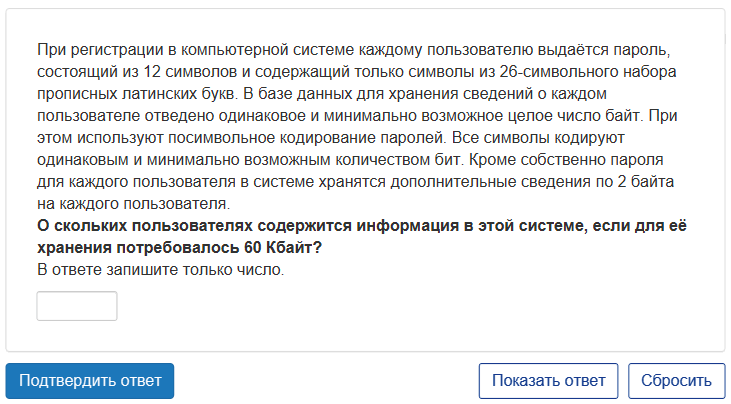 При регистрации в компьютерной системе каждому пользователю выдаётся пароль,
состоящий из 12 символов и содержащий только символы из 26-символьного набора
прописных латинских букв. В базе данных для хранения сведений о каждом
пользователе отведено одинаковое и минимально возможное целое число байт. При
этом используют посимвольное кодирование паролей. Все символы кодируют
одинаковым и минимально возможным количеством бит. Кроме собственно пароля
для каждого пользователя в системе хранятся дополнительные сведения по 2 байта
на каждого пользователя.
О скольких пользователях содержится информация в этой системе, если для её
хранения потребовалось 60 Кбайт?
В ответе запишите только число.
Подтвердить ответ
Показать ответ
Сбросить